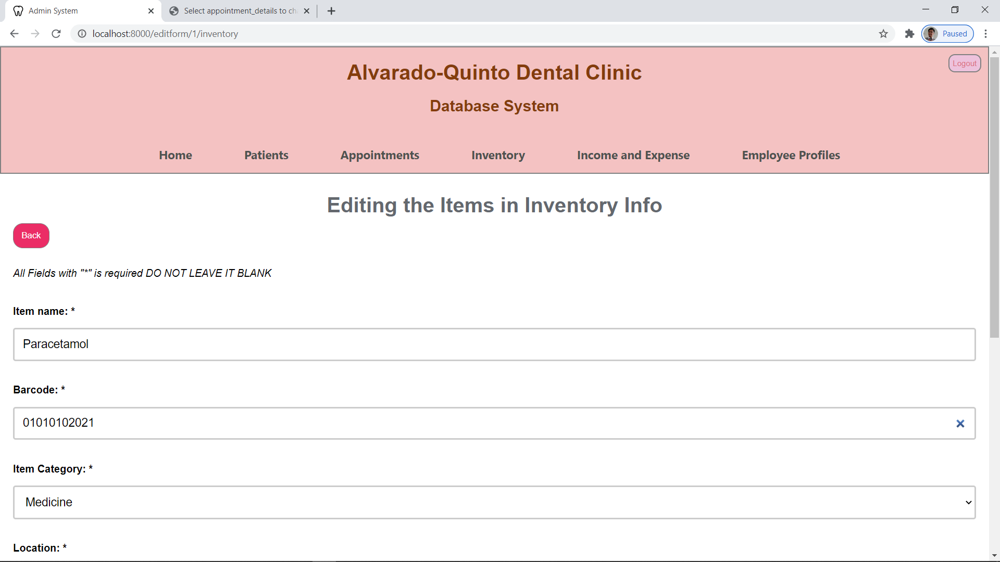 Admin System
Select appointment_details to ch
localhost:8000/editform/1/inventory
Paused
Logout
Alvarado-Quinto Dental Clinic
Database System
Home Patients Appointments Inventory Income and Expense Employee Profiles
Editing the Items in Inventory Info
Back
All Fields with "*" is required DO NOT LEAVE IT BLANK
Item name: *
Paracetamol
Barcode: *
01010102021
Item Category: *
Medicine
Location: *